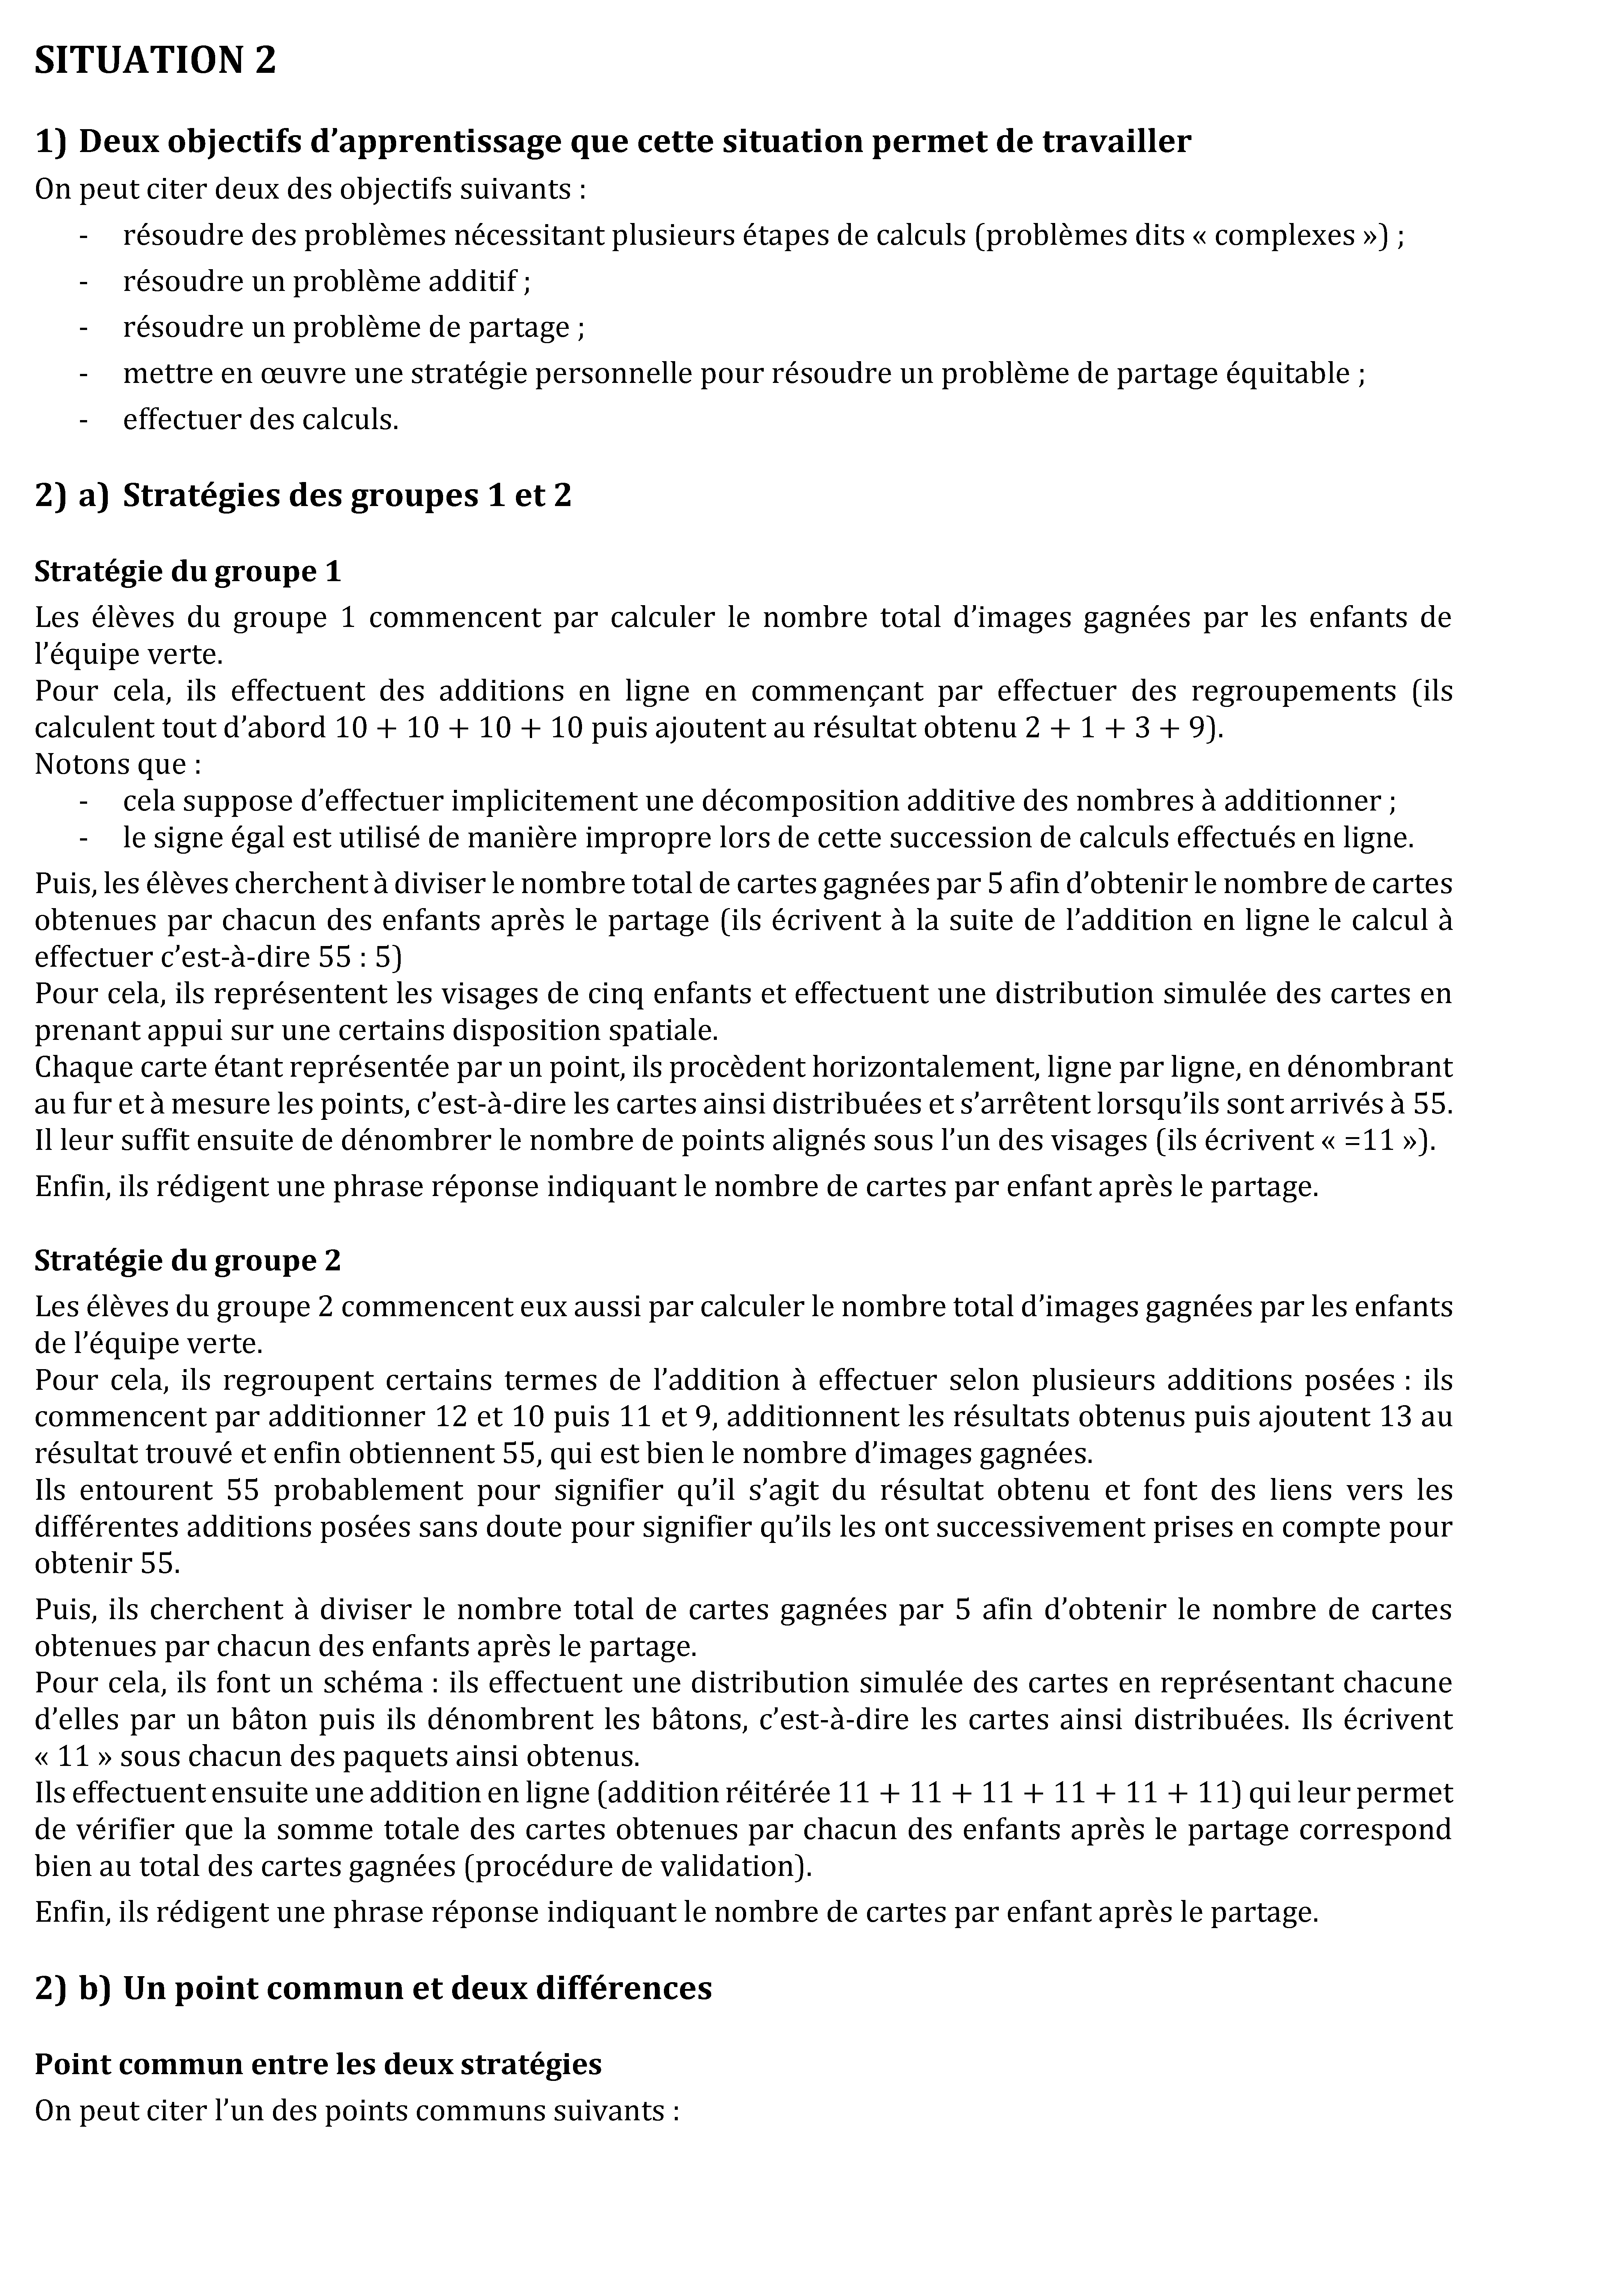 SITUATION 2
1) Deux objectifs d’apprentissage que cette situation permet de travailler
On peut citer deux des objectifs suivants :
- résoudre des problèmes nécessitant plusieurs étapes de calculs (problèmes dits « complexes ») ;
- résoudre un problème additif ;
- résoudre un problème de partage ;
- mettre en œuvre une stratégie personnelle pour résoudre un problème de partage équitable ;
- effectuer des calculs.
2) a) Stratégies des groupes 1 et 2
Stratégie du groupe 1
Les élèves du groupe 1 commencent par calculer le nombre total d’images gagnées par les enfants de
l’équipe verte.
Pour cela, ils effectuent des additions en ligne en commençant par effectuer des regroupements (ils
calculent tout d’abord 10 + 10 + 10 + 10 puis ajoutent au résultat obtenu 2 + 1 + 3 + 9).
Notons que :
- cela suppose d’effectuer implicitement une décomposition additive des nombres à additionner ;
- le signe égal est utilisé de manière impropre lors de cette succession de calculs effectués en ligne.
Puis, les élèves cherchent à diviser le nombre total de cartes gagnées par 5 afin d’obtenir le nombre de cartes
obtenues par chacun des enfants après le partage (ils écrivent à la suite de l’addition en ligne le calcul à
effectuer c’est-à-dire 55 : 5)
Pour cela, ils représentent les visages de cinq enfants et effectuent une distribution simulée des cartes en
prenant appui sur une certains disposition spatiale.
Chaque carte étant représentée par un point, ils procèdent horizontalement, ligne par ligne, en dénombrant
au fur et à mesure les points, c’est-à-dire les cartes ainsi distribuées et s’arrêtent lorsqu’ils sont arrivés à 55.
Il leur suffit ensuite de dénombrer le nombre de points alignés sous l’un des visages (ils écrivent « =11 »).
Enfin, ils rédigent une phrase réponse indiquant le nombre de cartes par enfant après le partage.
Stratégie du groupe 2
Les élèves du groupe 2 commencent eux aussi par calculer le nombre total d’images gagnées par les enfants
de l’équipe verte.
Pour cela, ils regroupent certains termes de l’addition à effectuer selon plusieurs additions posées : ils
commencent par additionner 12 et 10 puis 11 et 9, additionnent les résultats obtenus puis ajoutent 13 au
résultat trouvé et enfin obtiennent 55, qui est bien le nombre d’images gagnées.
Ils entourent 55 probablement pour signifier qu’il s’agit du résultat obtenu et font des liens vers les
différentes additions posées sans doute pour signifier qu’ils les ont successivement prises en compte pour
obtenir 55.
Puis, ils cherchent à diviser le nombre total de cartes gagnées par 5 afin d’obtenir le nombre de cartes
obtenues par chacun des enfants après le partage.
Pour cela, ils font un schéma : ils effectuent une distribution simulée des cartes en représentant chacune
d’elles par un bâton puis ils dénombrent les bâtons, c’est-à-dire les cartes ainsi distribuées. Ils écrivent
« 11 » sous chacun des paquets ainsi obtenus.
Ils effectuent ensuite une addition en ligne (addition réitérée 11 + 11 + 11 + 11 + 11 + 11) qui leur permet
de vérifier que la somme totale des cartes obtenues par chacun des enfants après le partage correspond
bien au total des cartes gagnées (procédure de validation).
Enfin, ils rédigent une phrase réponse indiquant le nombre de cartes par enfant après le partage.
2) b) Un point commun et deux différences
Point commun entre les deux stratégies
On peut citer l’un des points communs suivants :